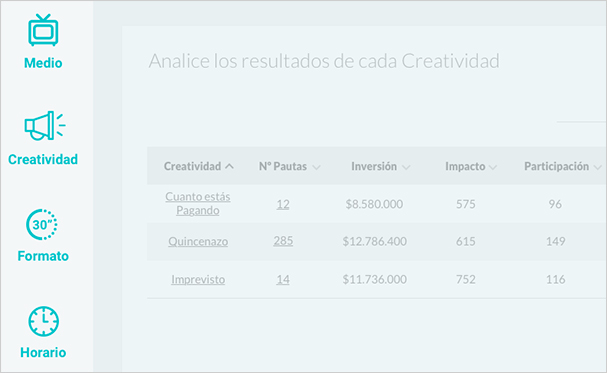 Medio
Creatividad
30"
Formato
Horario
Analice los resultados de cada Creatividad
Creatividad Nº Pautas Inversión Impacto Participación
Cuanto estás
Pagando 12 $8.580.000 575 96
Quincenazo 285 $12.786.400 615 149
Imprevisto 14 $11.736.000 752 116